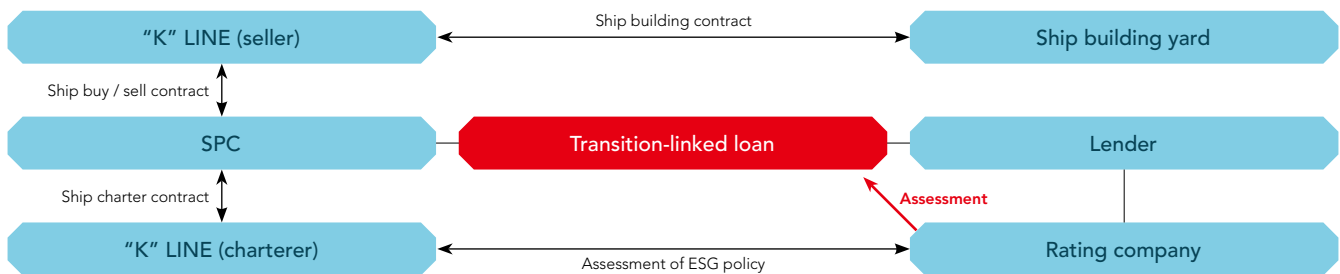 Ship building contract
“K” LINE (seller)
Ship building yard
Ship buy / sell contract
SPC
Transition-linked loan
Lender
Ship charter contract
Assessment
“K” LINE (charterer)
Rating company
Assessment of ESG policy